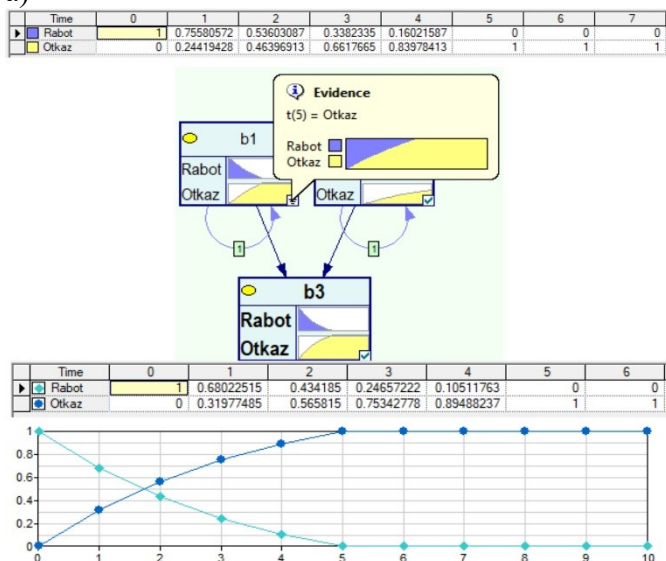 Time 0 1 2 3 4 5 6 7
Rabot 1 0.75580572 0.53603087 0.3382335 0.16021587 0 0 0
Otkaz 0 0.24419428 0.46396913 0.6617665 0.83978413 1 1 1
Evidence
t(5) = Otkaz
Rabot
Otkaz
b1
Rabot
Otkaz
Otkaz
1
1
b3
Rabot
Otkaz
Time 0 1 2 3 4 5 6
Rabot 1 0.68022515 0.434185 0.24657222 0.10511763 0 0
Otkaz 0 0.31977485 0.565815 0.75342778 0.89488237 1 1
1
0.8
0.6
0.4
0.2
0
0 1 2 3 4 5 6 7 8 9 10